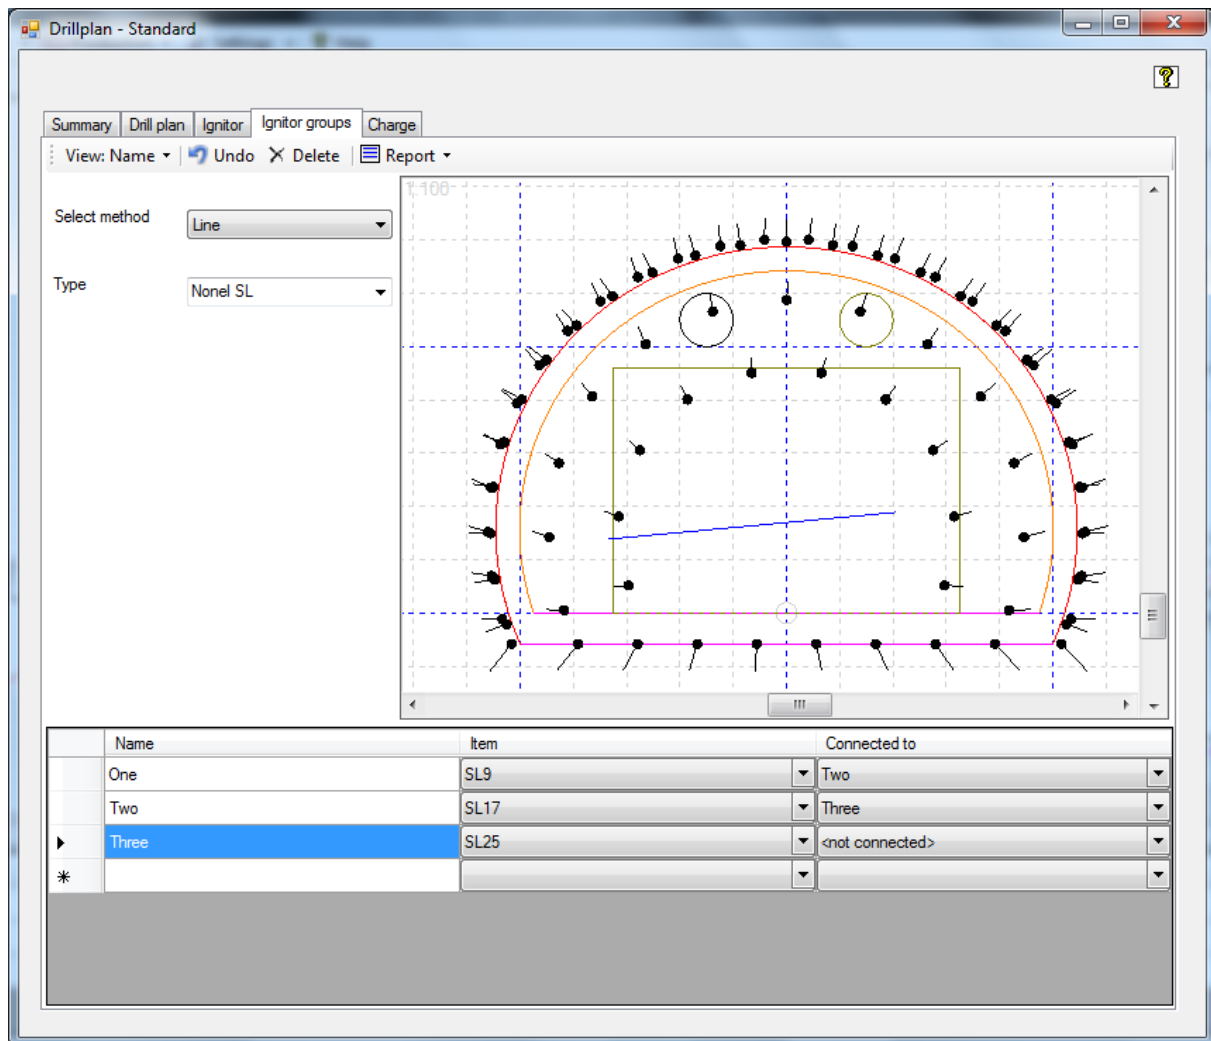 Drillplan - Standard
Summary Drill plan Ignitor Ignitor groups Charge
View: Name Undo Delete Report
1:100
Select method Line
Type Nonel SL
Name Item Connected to
One SL9 Two
Two SL17 Three
Three SL25 <not connected>